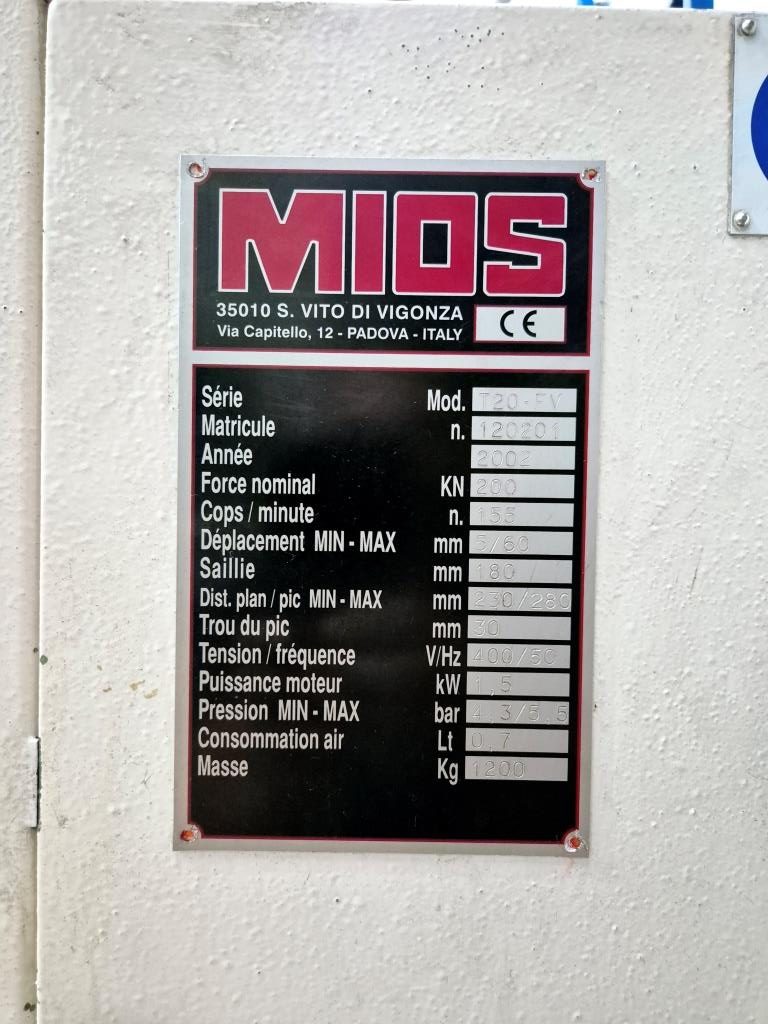 MIOS
35010 S. VITO DI VIGONZA
Via Capitello, 12 - PADOVA - ITALY
CE
Série Mod. T20-FV
Matricule n. 120201
Année 2002
Force nominal KN 200
Cops / minute n. 155
Déplacement MIN - MAX mm 5/60
Saillie mm 180 /
Dist. plan / pic MIN - MAX mm 230/280
Trou du pic mm 30
Tension / fréquence V/Hz 400/50
Puissance moteur kW 1,5
Pression MIN - MAX bar 4,3/5,5
Consommation air Lt 0,7
Masse Kg 1200